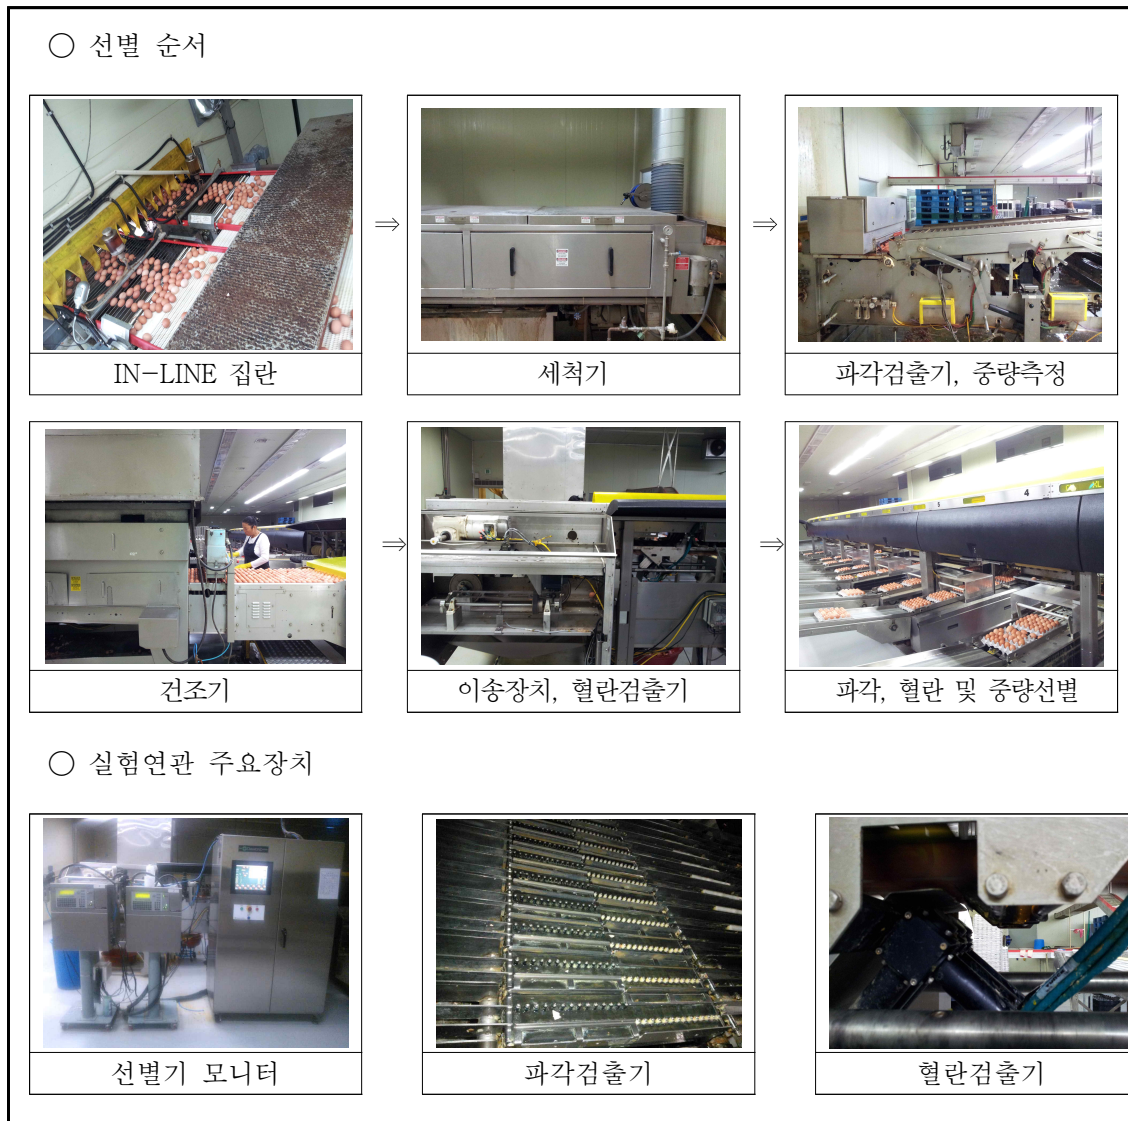 ○ 선별 순서
⇒
⇒
IN-LINE 집란
세척기
파각검출기, 중량측정
⇒
⇒
4
건조기
이송장치, 혈란검출기
파각, 혈란 및 중량선별
○ 실험연관 주요장치
선별기 모니터
파각검출기
혈란검출기